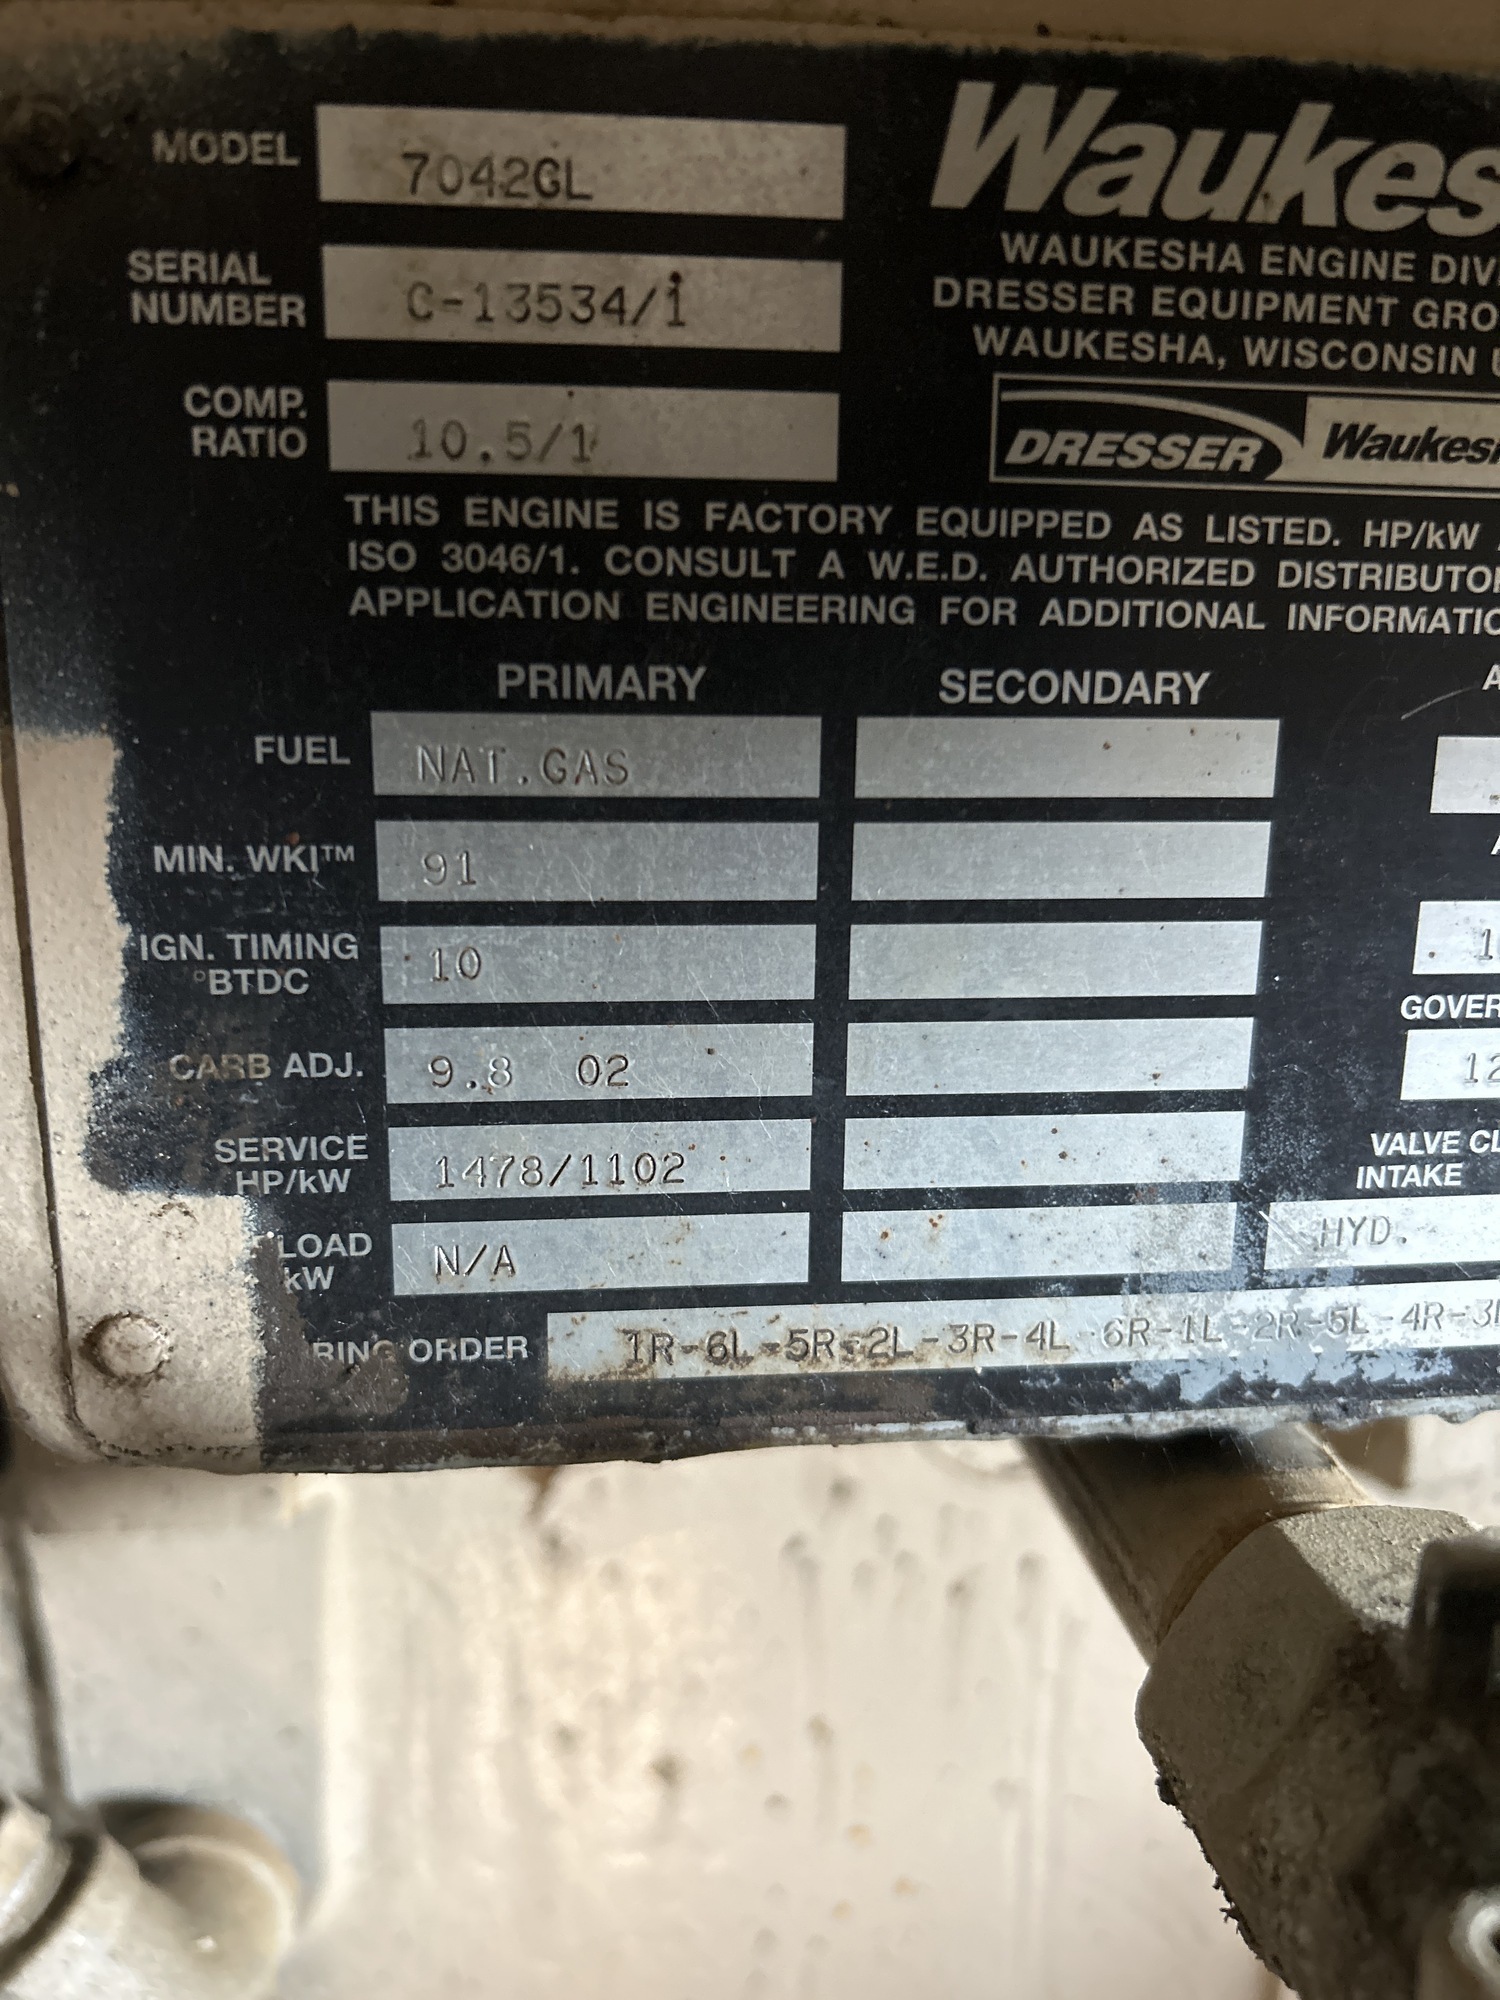 MODEL 7042GL
Waukes
SERIAL NUMBER C-13534/1
WAUKESHA ENGINE DIV
DRESSER EQUIPMENT GRO
WAUKESHA, WISCONSIN U
COMP. RATIO 10.5/1
DRESSER Waukes
THIS ENGINE IS FACTORY EQUIPPED AS LISTED. HP/kW
ISO 3046/1. CONSULT A W.E.D. AUTHORIZED DISTRIBUTOR
APPLICATION ENGINEERING FOR ADDITIONAL INFORMATIO
PRIMARY SECONDARY
FUEL NAT.GAS
MIN. WKI™ 91
IGN. TIMING °BTDC 10
GOVER
CARB ADJ. 9.8 02
12
SERVICE HP/kW 1478/1102
VALVE CL
INTAKE
HYD.
LOAD kW N/A
RING ORDER 1R-6L-5R-2L-3R-4L-6R-1L-2R-5L-4R-3